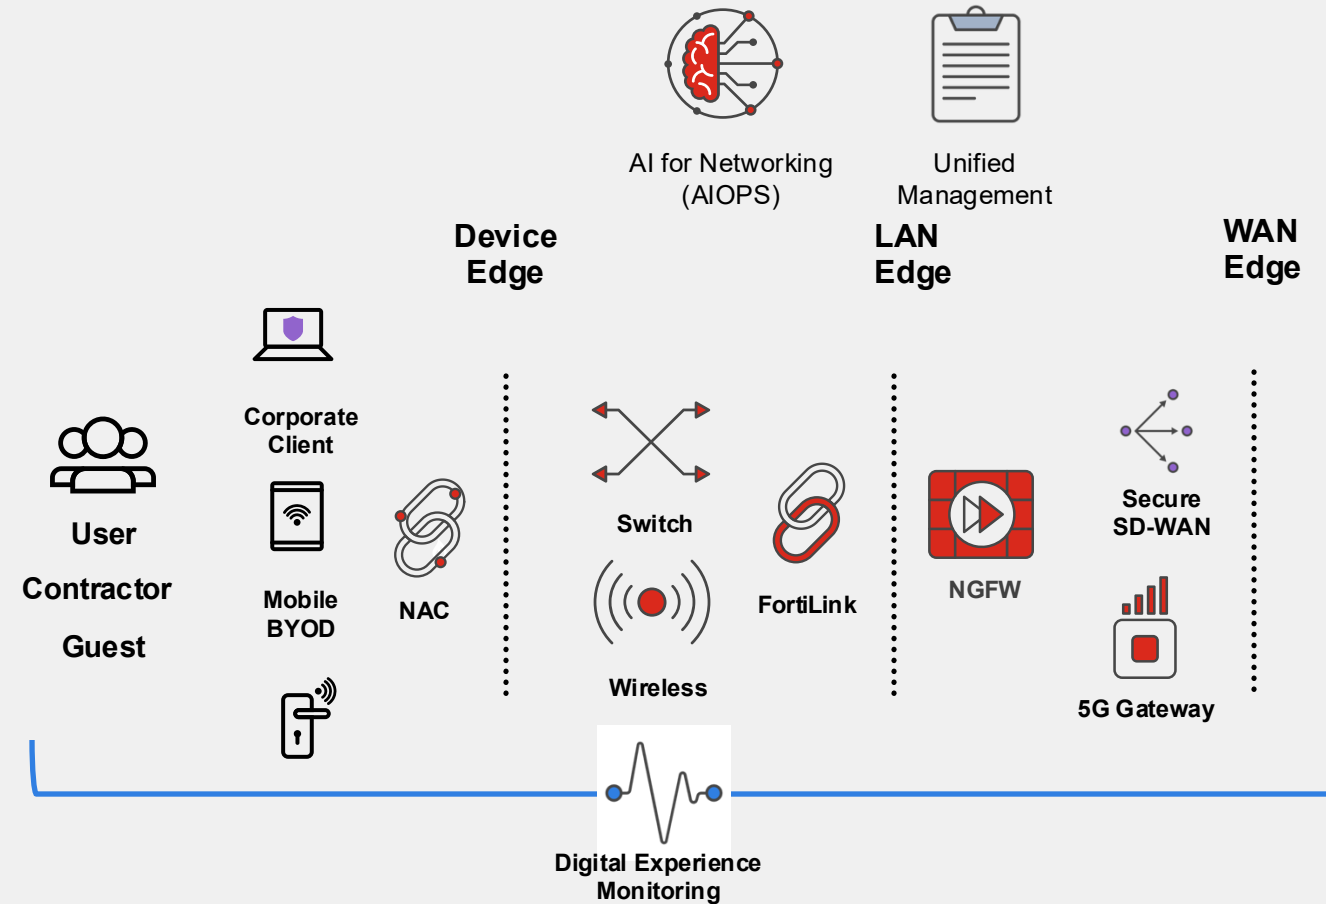 AI for Networking
(AIOPS)
Unified
Management
Device
Edge
LAN
Edge
WAN
Edge
User
Contractor
Guest
Corporate
Client
Mobile
BYOD
NAC
Switch
Wireless
FortiLink
NGFW
Secure
SD-WAN
5G Gateway
Digital Experience
Monitoring